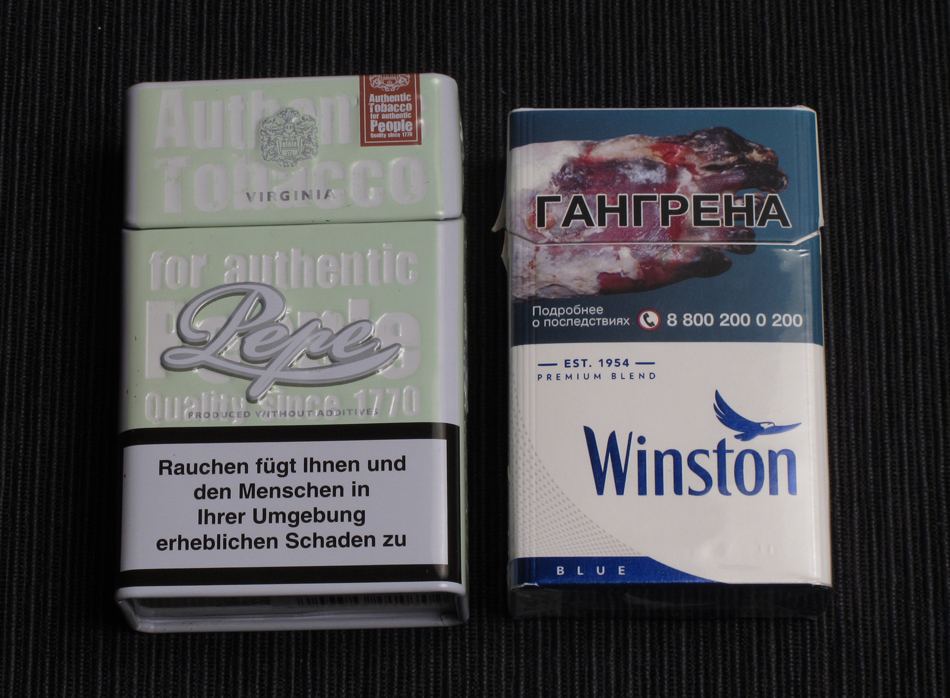 Authentic
Tobacco
for authentic
People
Quality since 1770
Authen
Tobacco
VIRGINIA
for authentic
People
Pepe
Quality since 1770
PRODUCED WITHOUT ADDITIVES
Rauchen fügt Ihnen und
den Menschen in
Ihrer Umgebung
erheblichen Schaden zu
ГАНГРЕНА
Подробнее
о последствиях 8 800 200 0 200
EST. 1954
PREMIUM BLEND
Winston
BLUE